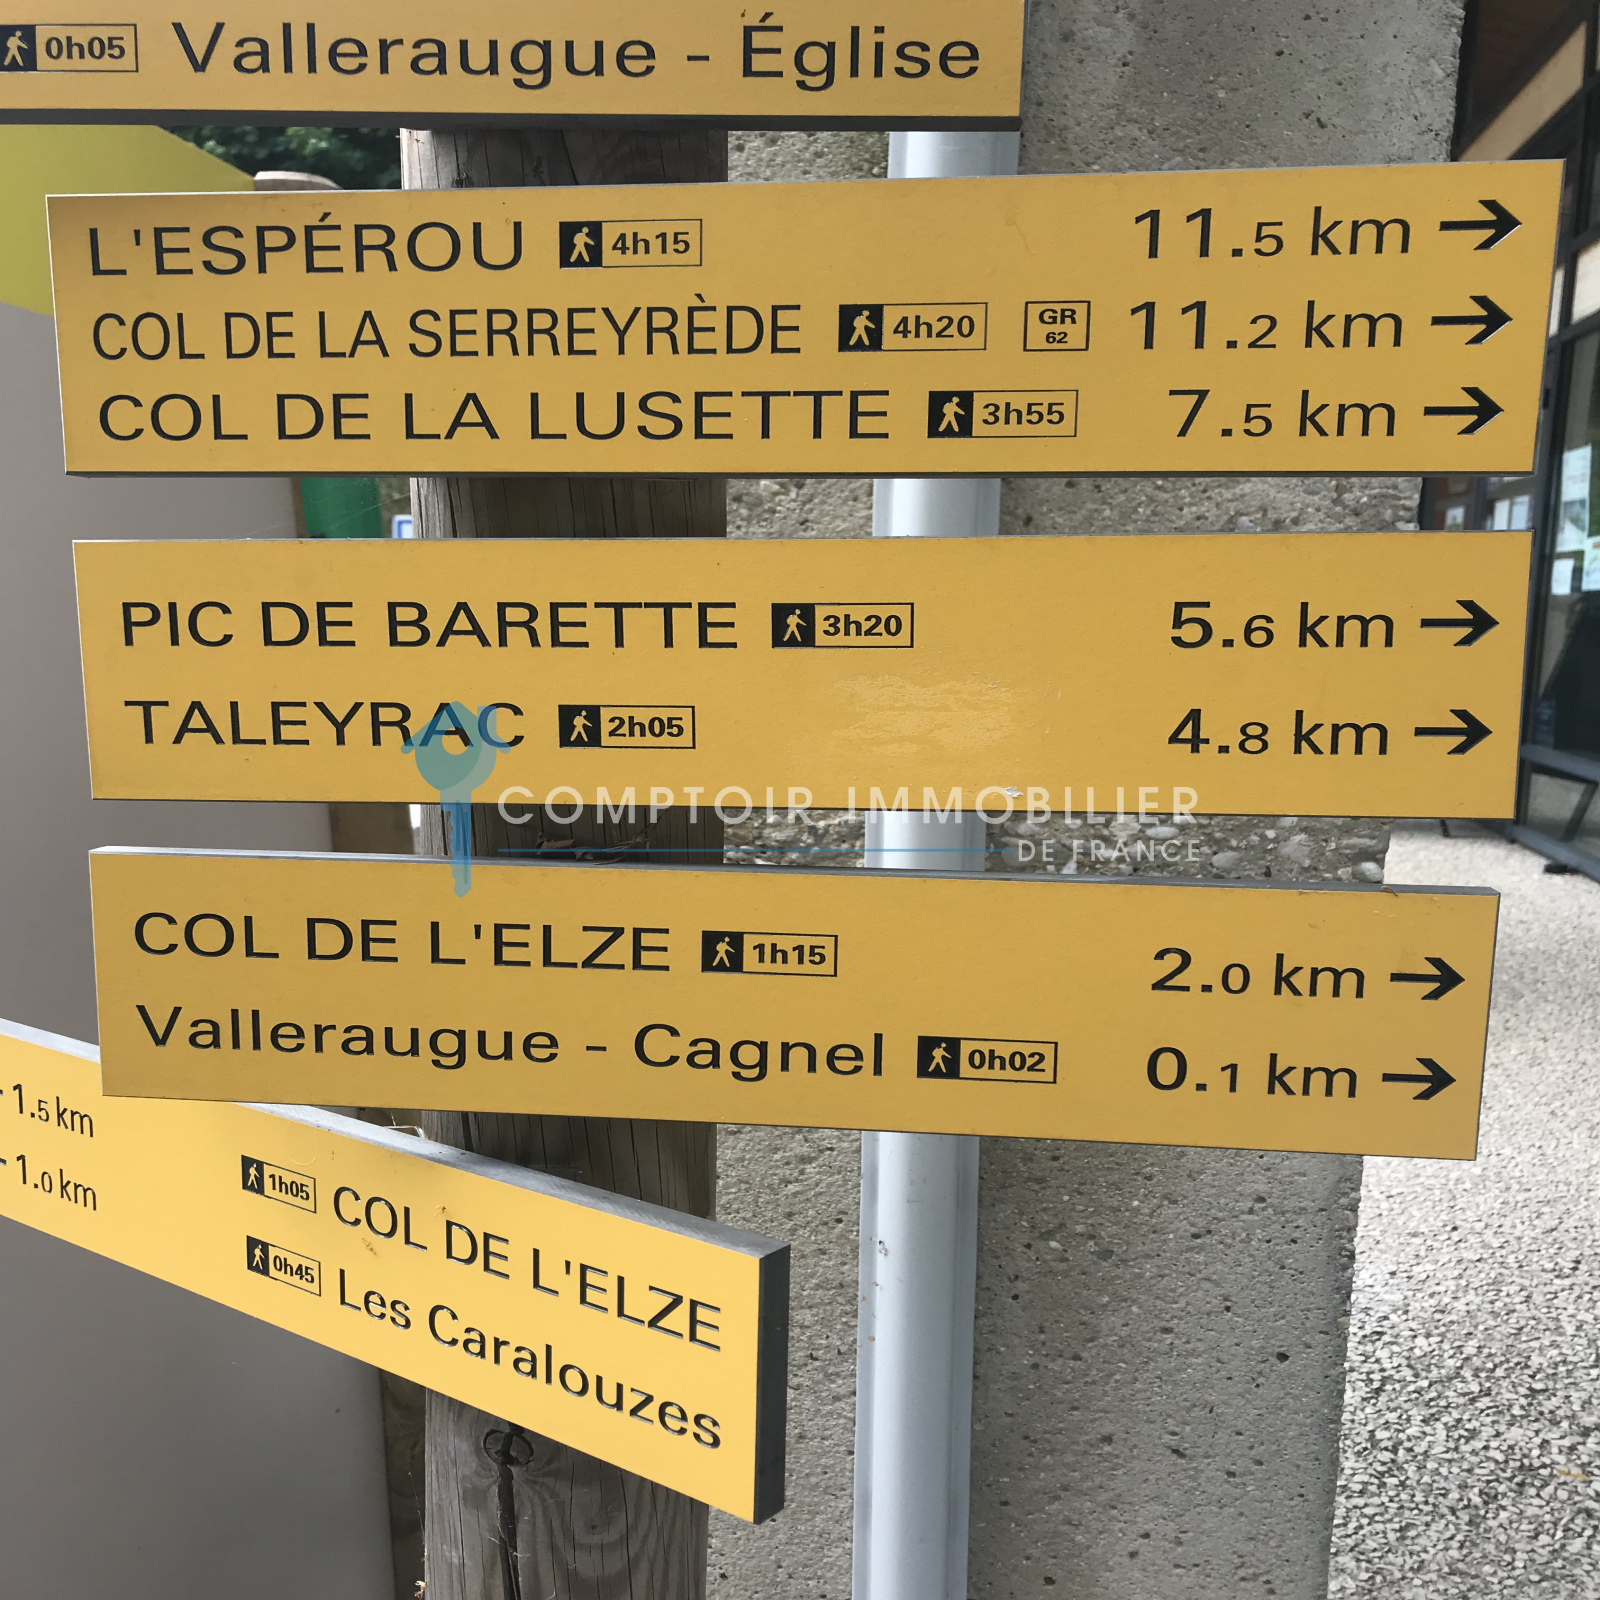 0h05 Valleraugue - Église
L'ESPÉROU 4h15 11.5 km →
COL DE LA SERREYRÈDE 4h20 GR 62 11.2 km →
COL DE LA LUSETTE 3h55 7.5 km →
PIC DE BARETTE 3h20 5.6 km →
TALEYRAC 2h05 4.8 km →
COMPTOIR IMMOBILIER
DE FRANCE
COL DE L'ELZE 1h15 2.0 km →
Valleraugue - Cagnel 0h02 0.1 km →
1.5 km 1h05 COL DE L'ELZE
1.0 km 0h45 Les Caralouzes